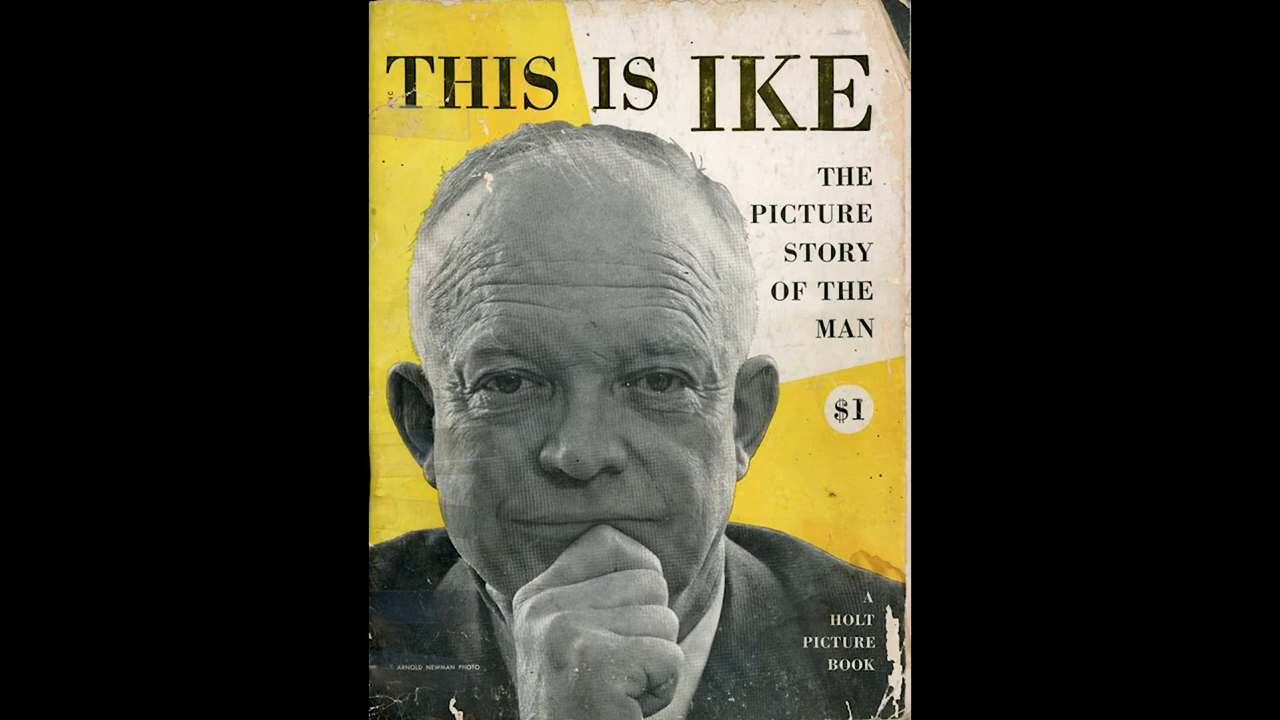 THIS IS IKE
THE
PICTURE
STORY
OF THE
MAN
$1
A
HOLT
PICTURE
BOOK
© ARNOLD NEWMAN PHOTO